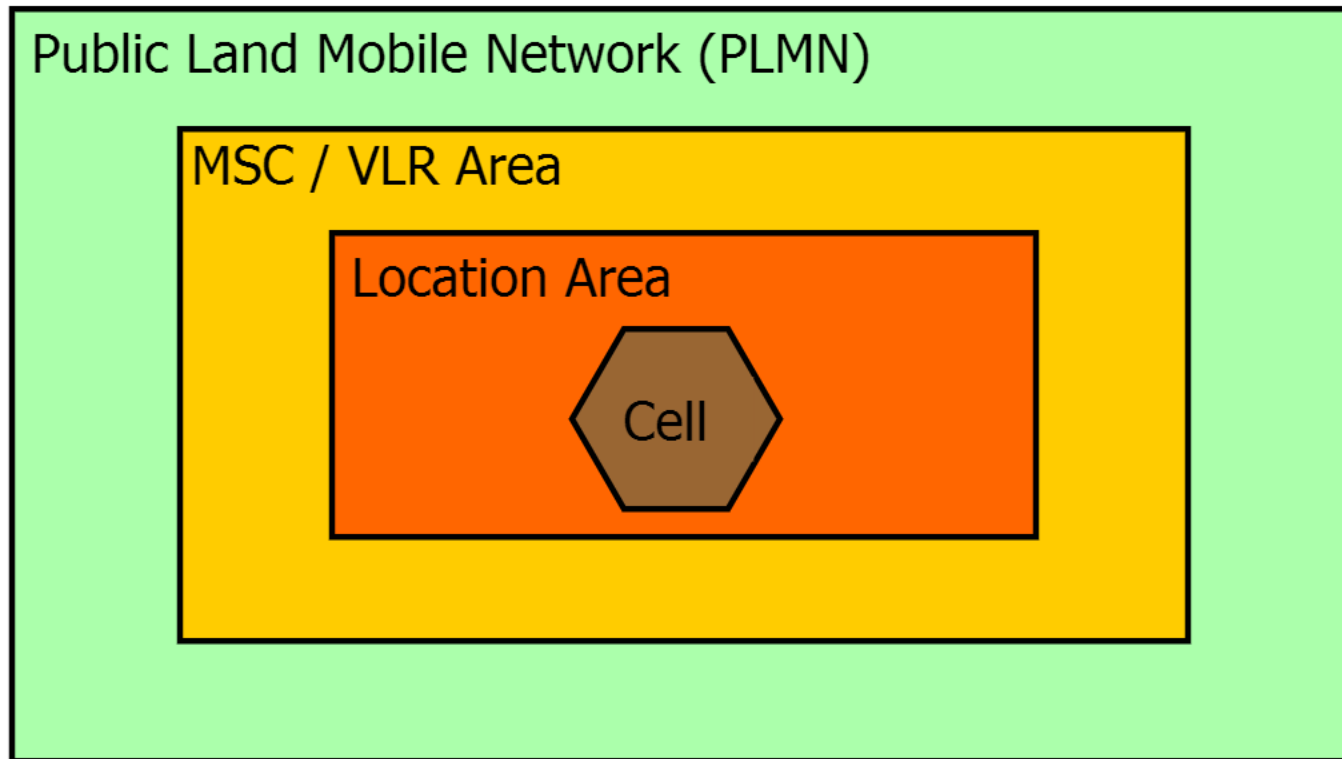 Public Land Mobile Network (PLMN)
MSC / VLR Area
Location Area
Cell